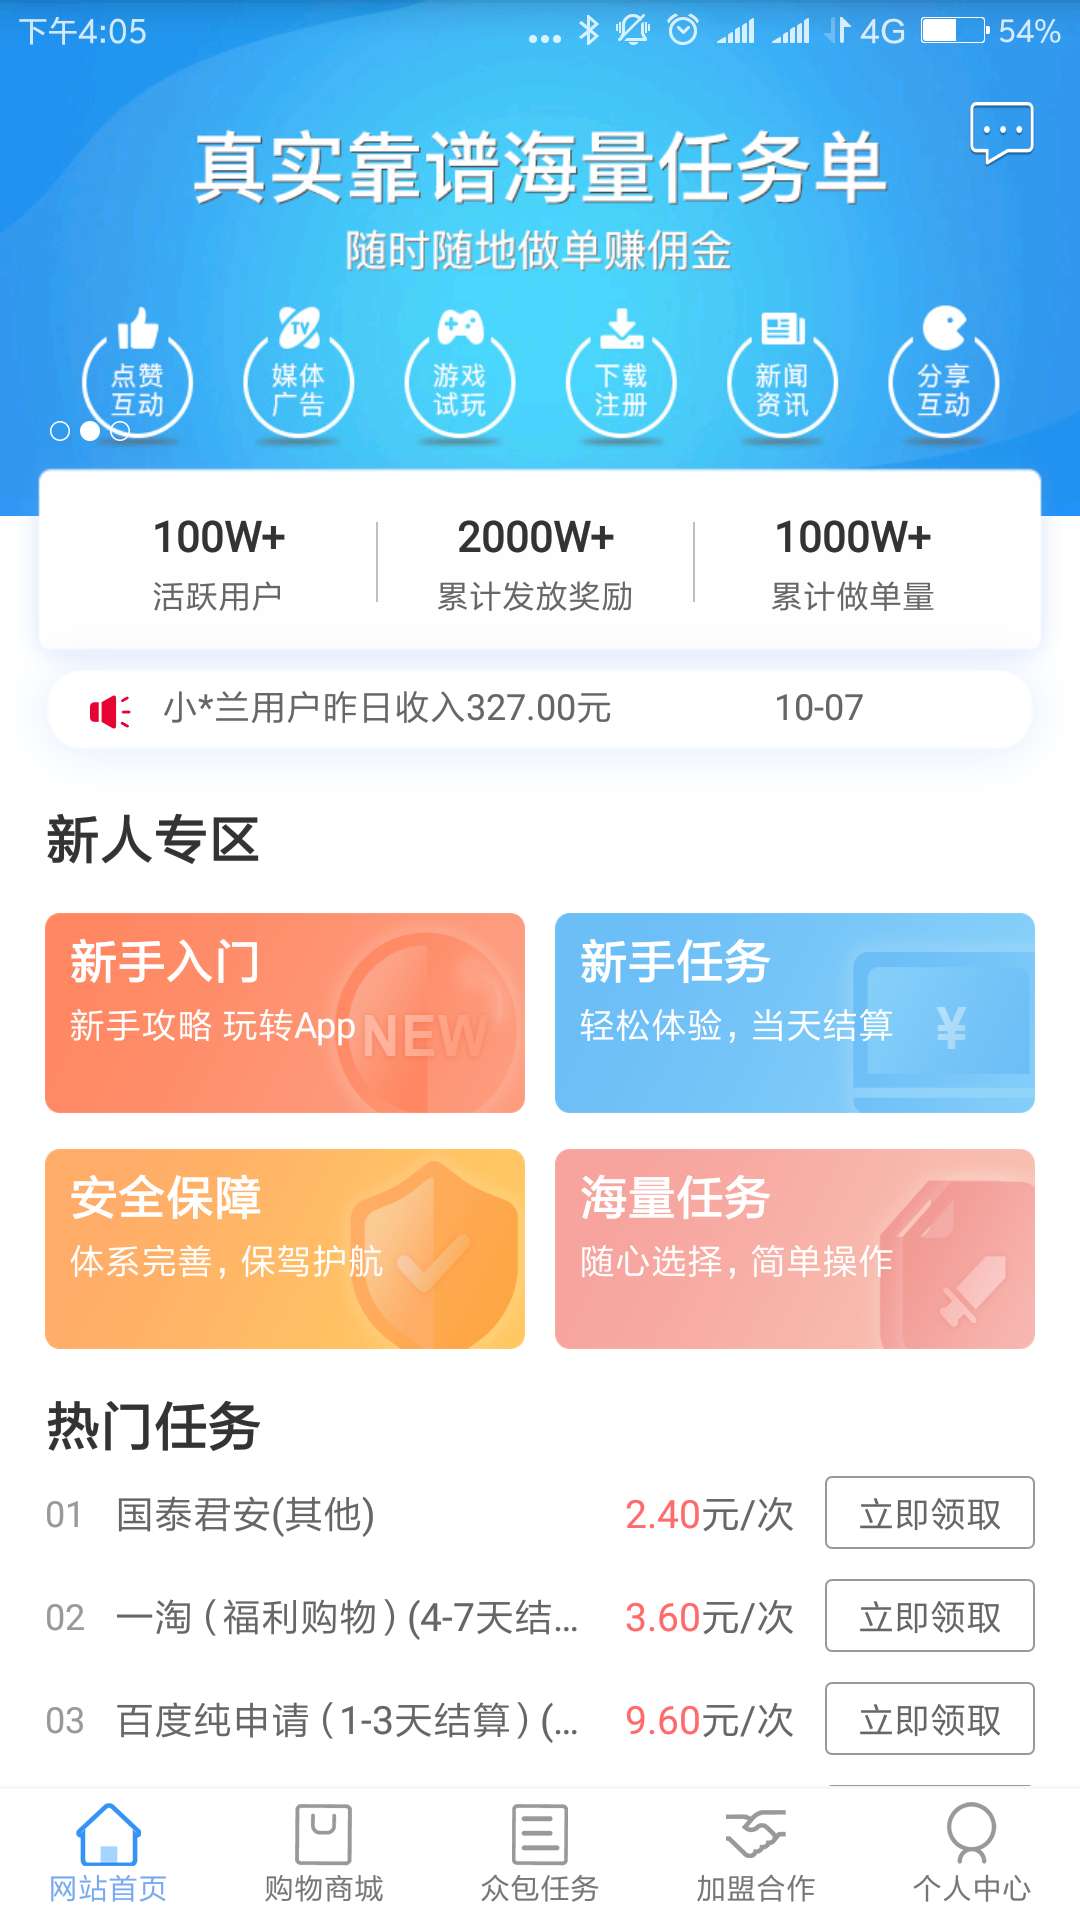 下午4:05
4G
54%
真实靠谱海量任务单
随时随地做单赚佣金
TV
点赞
互动
媒体
广告
游戏
试玩
下载
注册
新闻
资讯
分享
互动
100W+
2000W+
1000W+
活跃用户
累计发放奖励
累计做单量
小*兰用户昨日收入327.00元
10-07
新人专区
新手入门
新手攻略 玩转App
NEW
新手任务
轻松体验，当天结算
¥
安全保障
体系完善，保驾护航
海量任务
随心选择，简单操作
热门任务
01 国泰君安(其他) 2.40元/次 立即领取
02 一淘（福利购物）(4-7天结... 3.60元/次 立即领取
03 百度纯申请（1-3天结算）(... 9.60元/次 立即领取
网站首页
购物商城
众包任务
加盟合作
个人中心